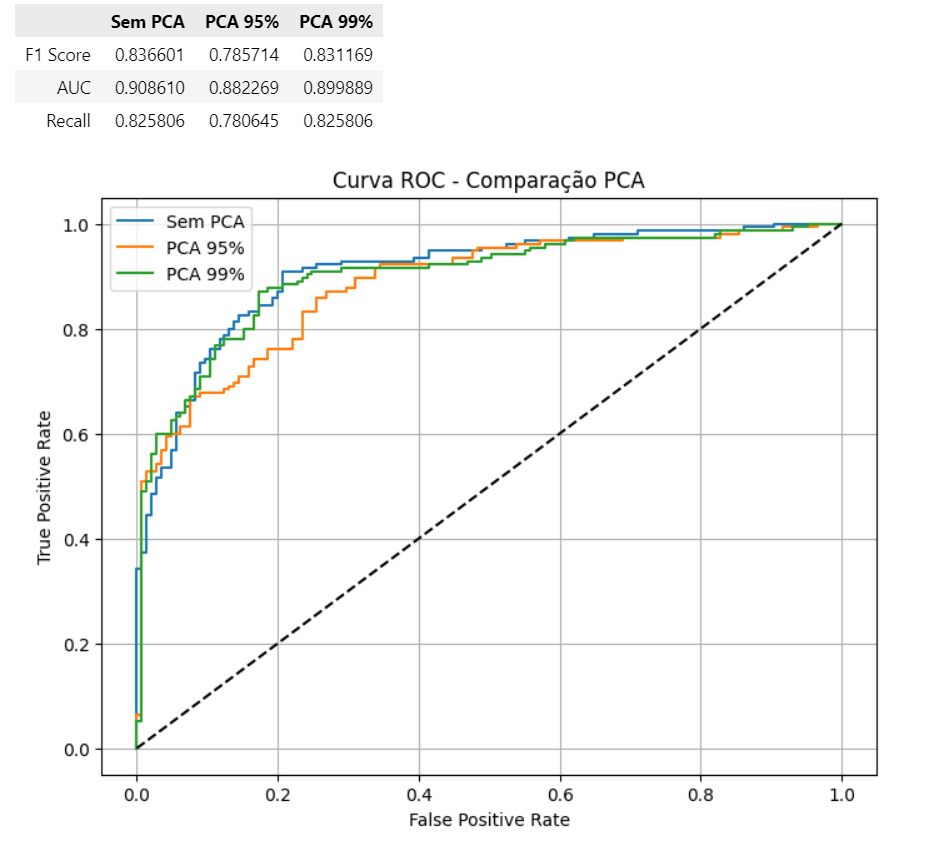 Sem PCA PCA 95% PCA 99%
F1 Score 0.836601 0.785714 0.831169
AUC 0.908610 0.882269 0.899889
Recall 0.825806 0.780645 0.825806
Curva ROC - Comparação PCA
Sem PCA
PCA 95%
PCA 99%
True Positive Rate
1.0
0.8
0.6
0.4
0.2
0.0
0.0 0.2 0.4 0.6 0.8 1.0
False Positive Rate